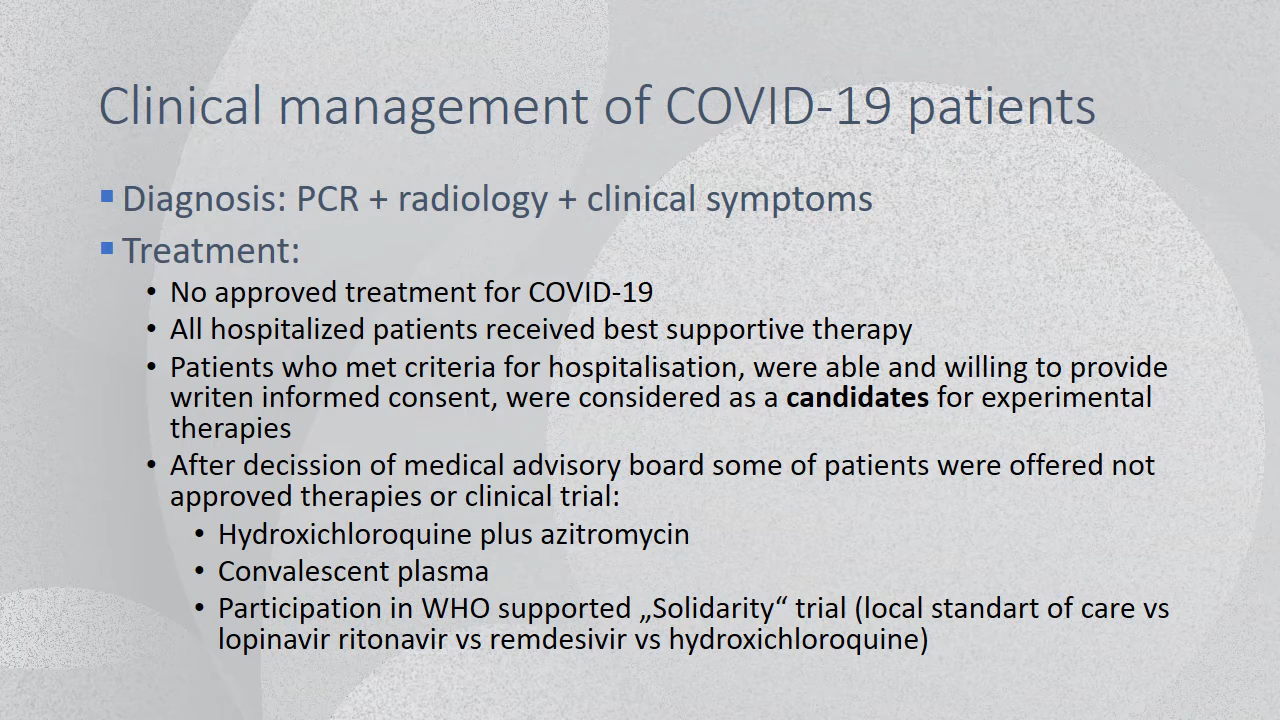 Clinical management of COVID-19 patients
▪ Diagnosis: PCR + radiology + clinical symptoms
▪ Treatment:
• No approved treatment for COVID-19
• All hospitalized patients received best supportive therapy
• Patients who met criteria for hospitalisation, were able and willing to provide
writen informed consent, were considered as a candidates for experimental
therapies
• After decission of medical advisory board some of patients were offered not
approved therapies or clinical trial:
• Hydroxichloroquine plus azitromycin
• Convalescent plasma
• Participation in WHO supported „Solidarity“ trial (local standart of care vs
lopinavir ritonavir vs remdesivir vs hydroxichloroquine)